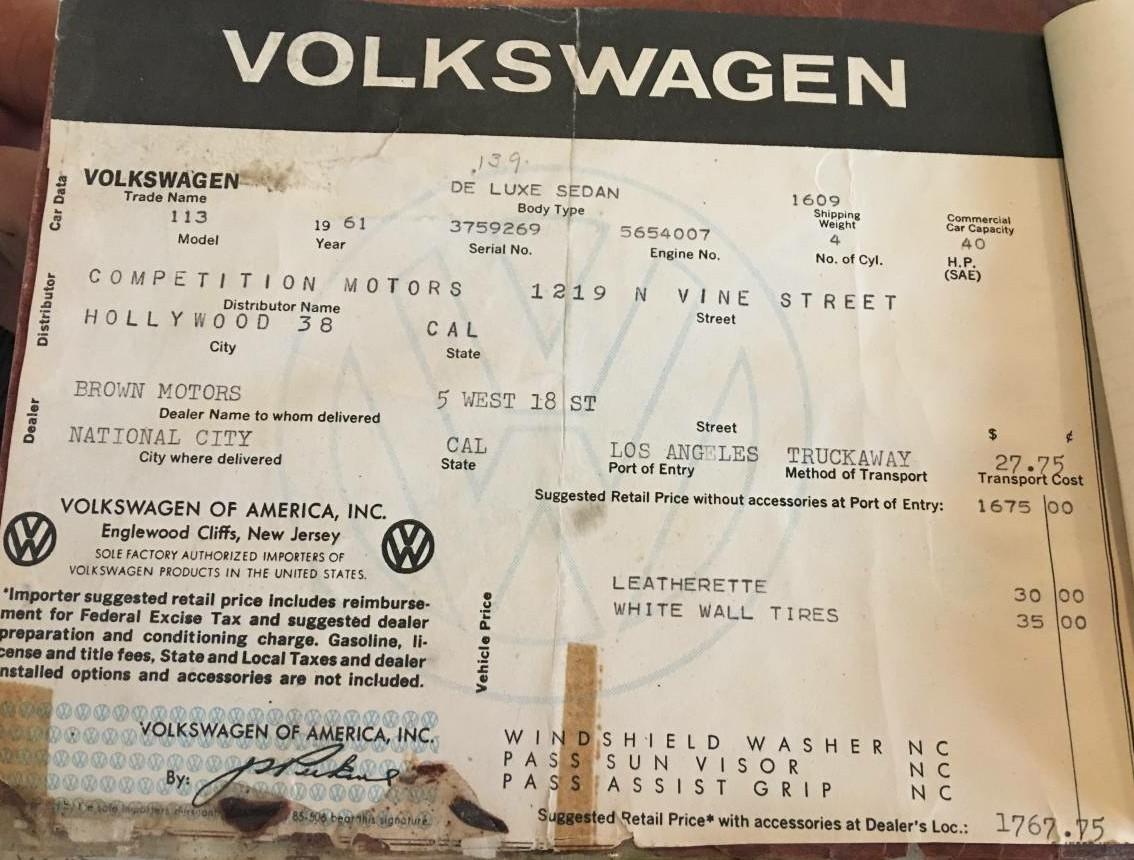 VOLKSWAGEN
139.
Car Data
VOLKSWAGEN
Trade Name
DE LUXE SEDAN
Body Type
1609
Shipping
Weight
Commercial
Car Capacity
113
Model
19 61
Year
3759269
Serial No.
5654007
Engine No.
4
No. of Cyl.
40
H.P.
(SAE)
Distributor
COMPETITION MOTORS
Distributor Name
1219 N VINE STREET
Street
HOLLYWOOD 38
City
CAL
State
Dealer
BROWN MOTORS
Dealer Name to whom delivered
5 WEST 18 ST
Street
NATIONAL CITY
City where delivered
CAL
State
LOS ANGELES
Port of Entry
TRUCKAWAY
Method of Transport
$ ¢
27.75
Transport Cost
VOLKSWAGEN OF AMERICA, INC.
Englewood Cliffs, New Jersey
SOLE FACTORY AUTHORIZED IMPORTERS OF
VOLKSWAGEN PRODUCTS IN THE UNITED STATES.
*Importer suggested retail price includes reimburse-
ment for Federal Excise Tax and suggested dealer
preparation and conditioning charge. Gasoline, li-
cense and title fees, State and Local Taxes and dealer
nstalled options and accessories are not included.
VOLKSWAGEN OF AMERICA, INC.
By:
85-506 bear this signature.
Vehicle Price
Suggested Retail Price without accessories at Port of Entry: 1675 00
LEATHERETTE 30 00
WHITE WALL TIRES 35 00
WINDSHIELD WASHER NC
PASS SUN VISOR NC
PASS ASSIST GRIP NC
Suggested Retail Price* with accessories at Dealer's Loc.: 1767.75